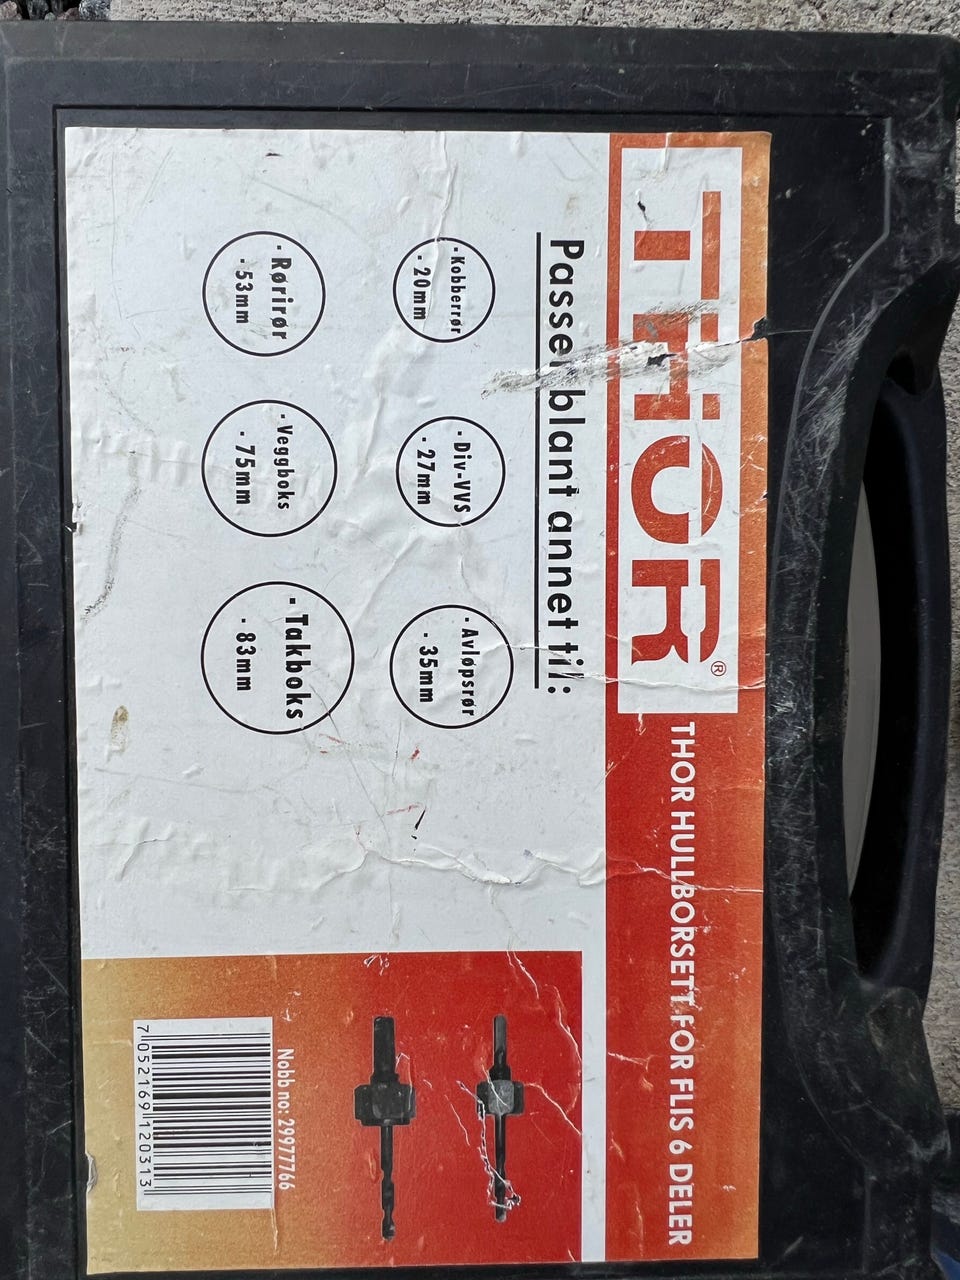 THOR®
THOR HULLBORSETT FOR FLIS 6 DELER
Passer blant annet til:
- Kobberrør
- 20mm
- Div-VVS
- 27mm
- Avløpsrør
- 35mm
- Rørirør
- 53mm
- Veggboks
- 75mm
- Takboks
- 83mm
Nobb no: 29977766
7 052169 120313